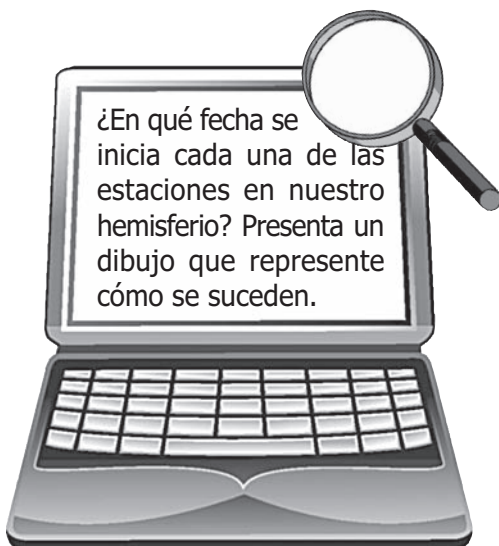 ¿En qué fecha se
inicia cada una de las
estaciones en nuestro
hemisferio? Presenta un
dibujo que represente
cómo se suceden.